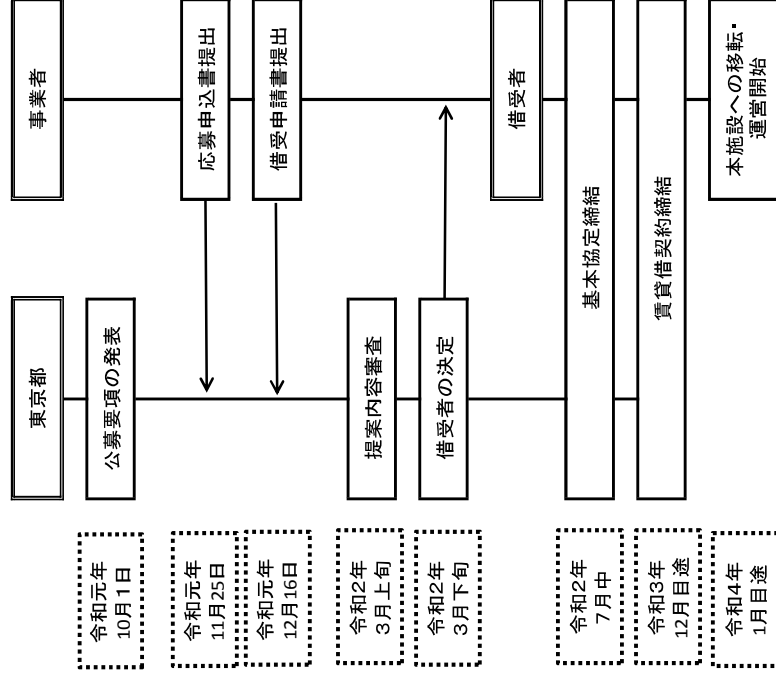 東京都
事業者
令和元年
10月1日
公募要項の発表
令和元年
11月25日
応募申込書提出
令和元年
12月16日
借受申請書提出
令和2年
3月上旬
提案内容審査
令和2年
3月下旬
借受者の決定
借受者
令和2年
7月中
基本協定締結
令和3年
12月目途
賃貸借契約締結
令和4年
1月目途
本施設への移転・
運営開始